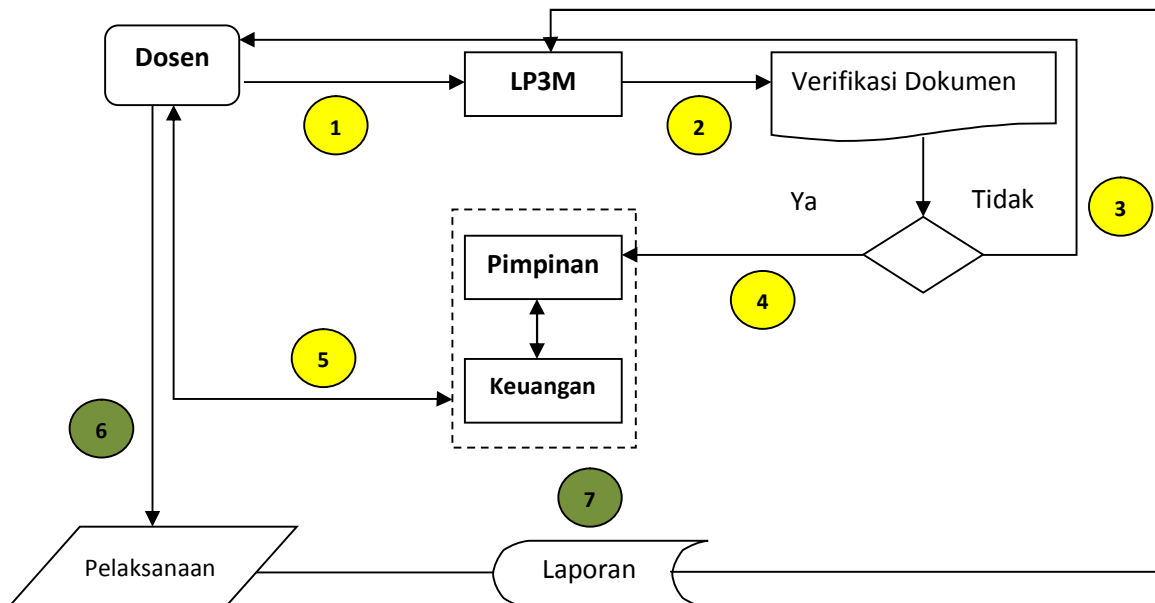 Dosen
LP3M
Verifikasi Dokumen
1
2
Ya
Tidak
3
Pimpinan
4
5
Keuangan
6
7
Pelaksanaan
Laporan